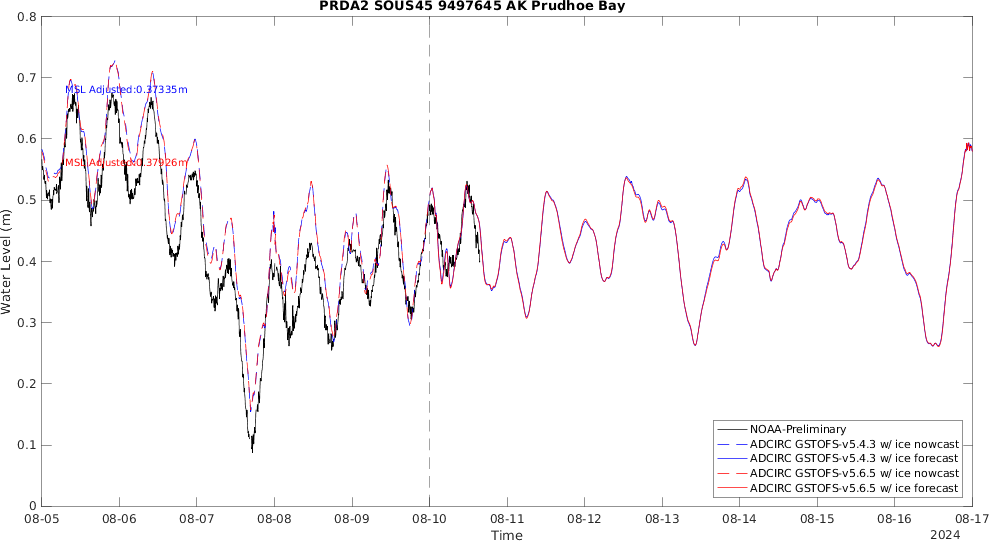 PRDA2 SOUS45 9497645 AK Prudhoe Bay
0.8
0.7
0.6
0.5
0.4
0.3
0.2
0.1
0
Water Level (m)
MSL Adjusted:0.37335m
MSL Adjusted:0.37926m
NOAA-Preliminary
ADCIRC GSTOFS-v5.4.3 w/ ice nowcast
ADCIRC GSTOFS-v5.4.3 w/ ice forecast
ADCIRC GSTOFS-v5.6.5 w/ ice nowcast
ADCIRC GSTOFS-v5.6.5 w/ ice forecast
08-05 08-06 08-07 08-08 08-09 08-10 08-11 08-12 08-13 08-14 08-15 08-16 08-17
Time
2024